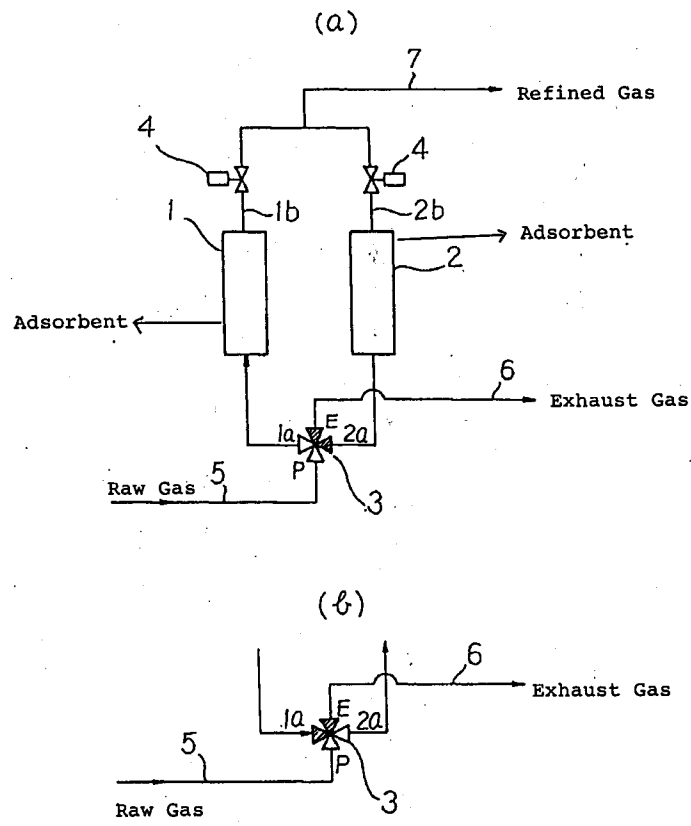 (a)
7
Refined Gas
4
4
1
1b
2b
Adsorbent
2
Adsorbent
6
Exhaust Gas
E
1a
2a
P
3
5
Raw Gas
(b)
6
Exhaust Gas
E
1a
2a
5
P
3
Raw Gas